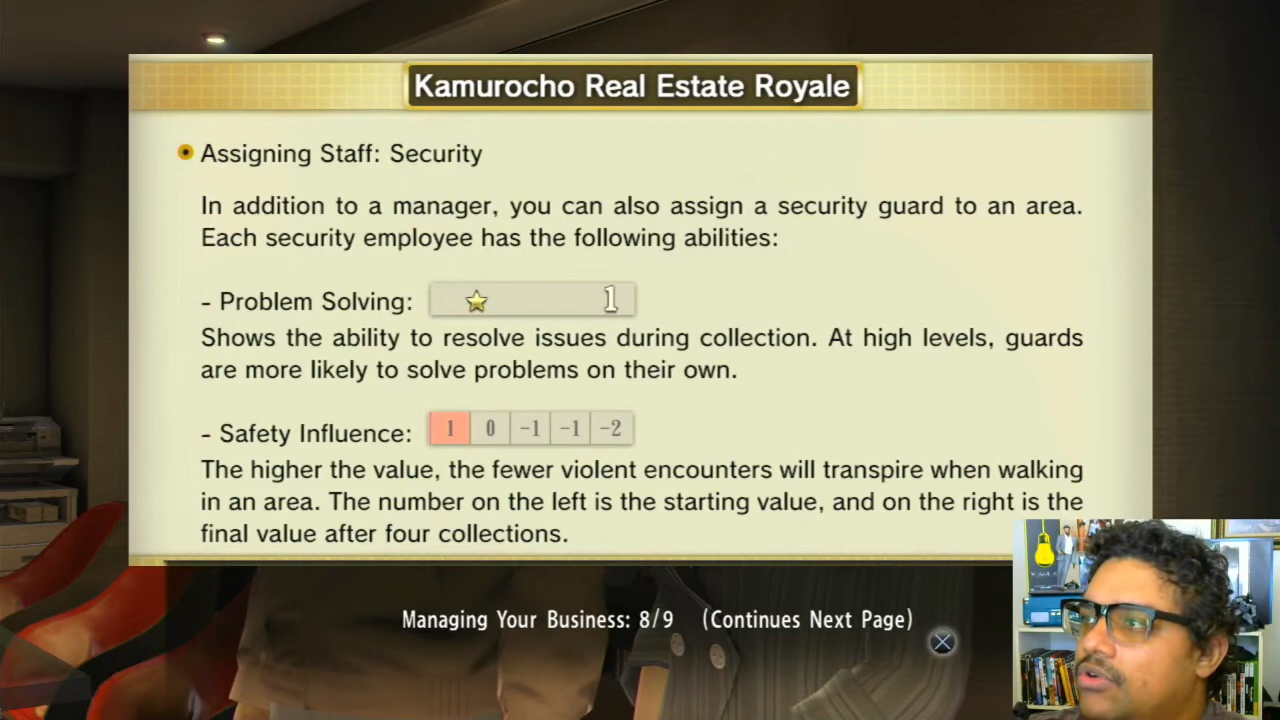 Kamurocho Real Estate Royale
Assigning Staff: Security
In addition to a manager, you can also assign a security guard to an area.
Each security employee has the following abilities:
- Problem Solving: 1
Shows the ability to resolve issues during collection. At high levels, guards
are more likely to solve problems on their own.
- Safety Influence: 1 0 -1 -1 -2
The higher the value, the fewer violent encounters will transpire when walking
in an area. The number on the left is the starting value, and on the right is the
final value after four collections.
Managing Your Business: 8/9 (Continues Next Page)